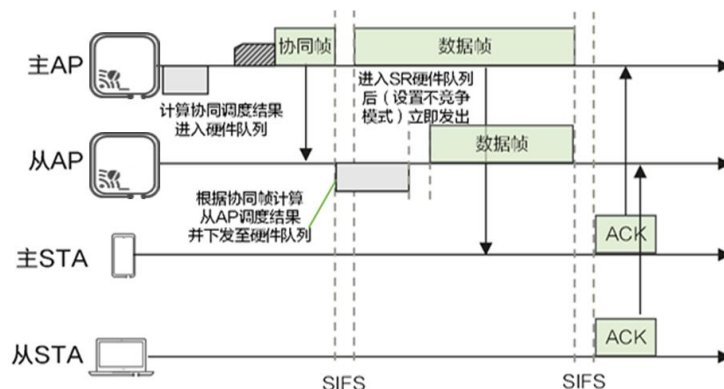 协同帧
数据帧
主AP
计算协同调度结果
进入硬件队列
进入SR硬件队列
后（设置不竞争
模式）立即发出
数据帧
从AP
根据协同帧计算
从AP调度结果
并下发至硬件队列
ACK
主STA
ACK
从STA
SIFS
SIFS